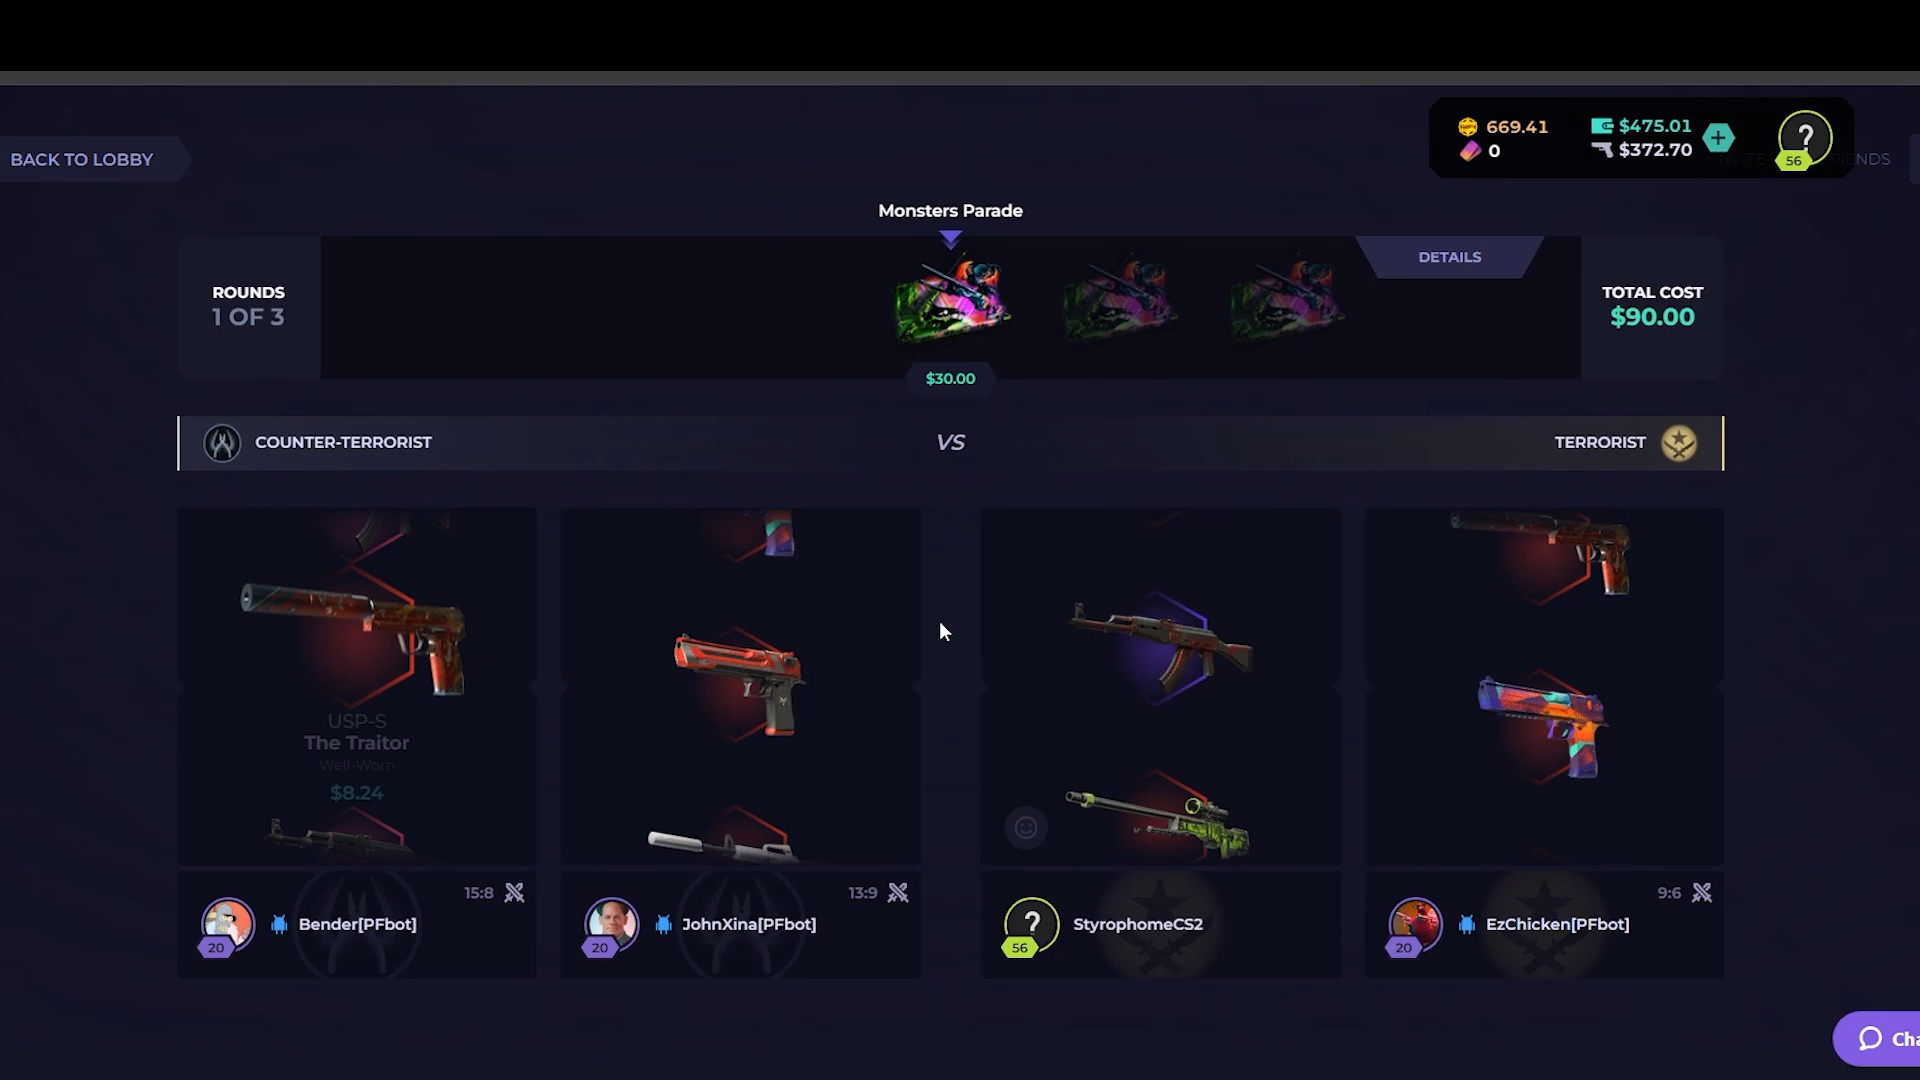 669.41
$475.01
0
$372.70
56
BACK TO LOBBY
Monsters Parade
DETAILS
ROUNDS
1 OF 3
TOTAL COST
$90.00
$30.00
COUNTER-TERRORIST
VS
TERRORIST
USP-S
The Traitor
Well-Worn
$8.24
15:8
Bender[PFbot]
20
13:9
JohnXina[PFbot]
20
StyrophomeCS2
56
9:6
EzChicken[PFbot]
20